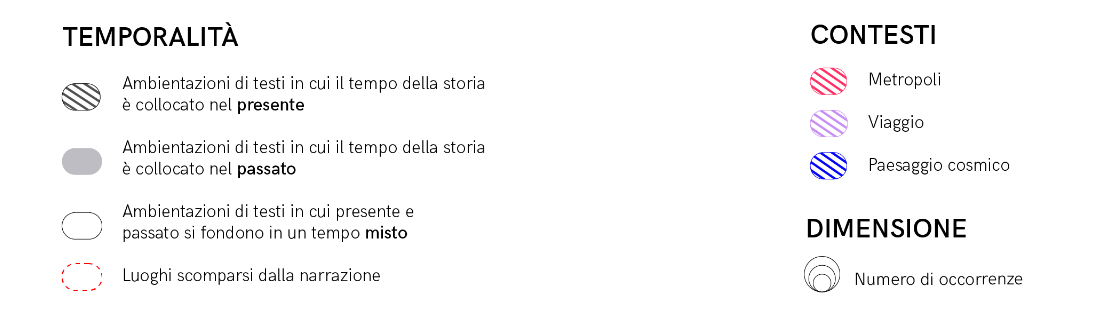 TEMPORALITÀ
Ambientazioni di testi in cui il tempo della storia
è collocato nel presente
Ambientazioni di testi in cui il tempo della storia
è collocato nel passato
Ambientazioni di testi in cui presente e
passato si fondono in un tempo misto
Luoghi scomparsi dalla narrazione
CONTESTI
Metropoli
Viaggio
Paesaggio cosmico
DIMENSIONE
Numero di occorrenze